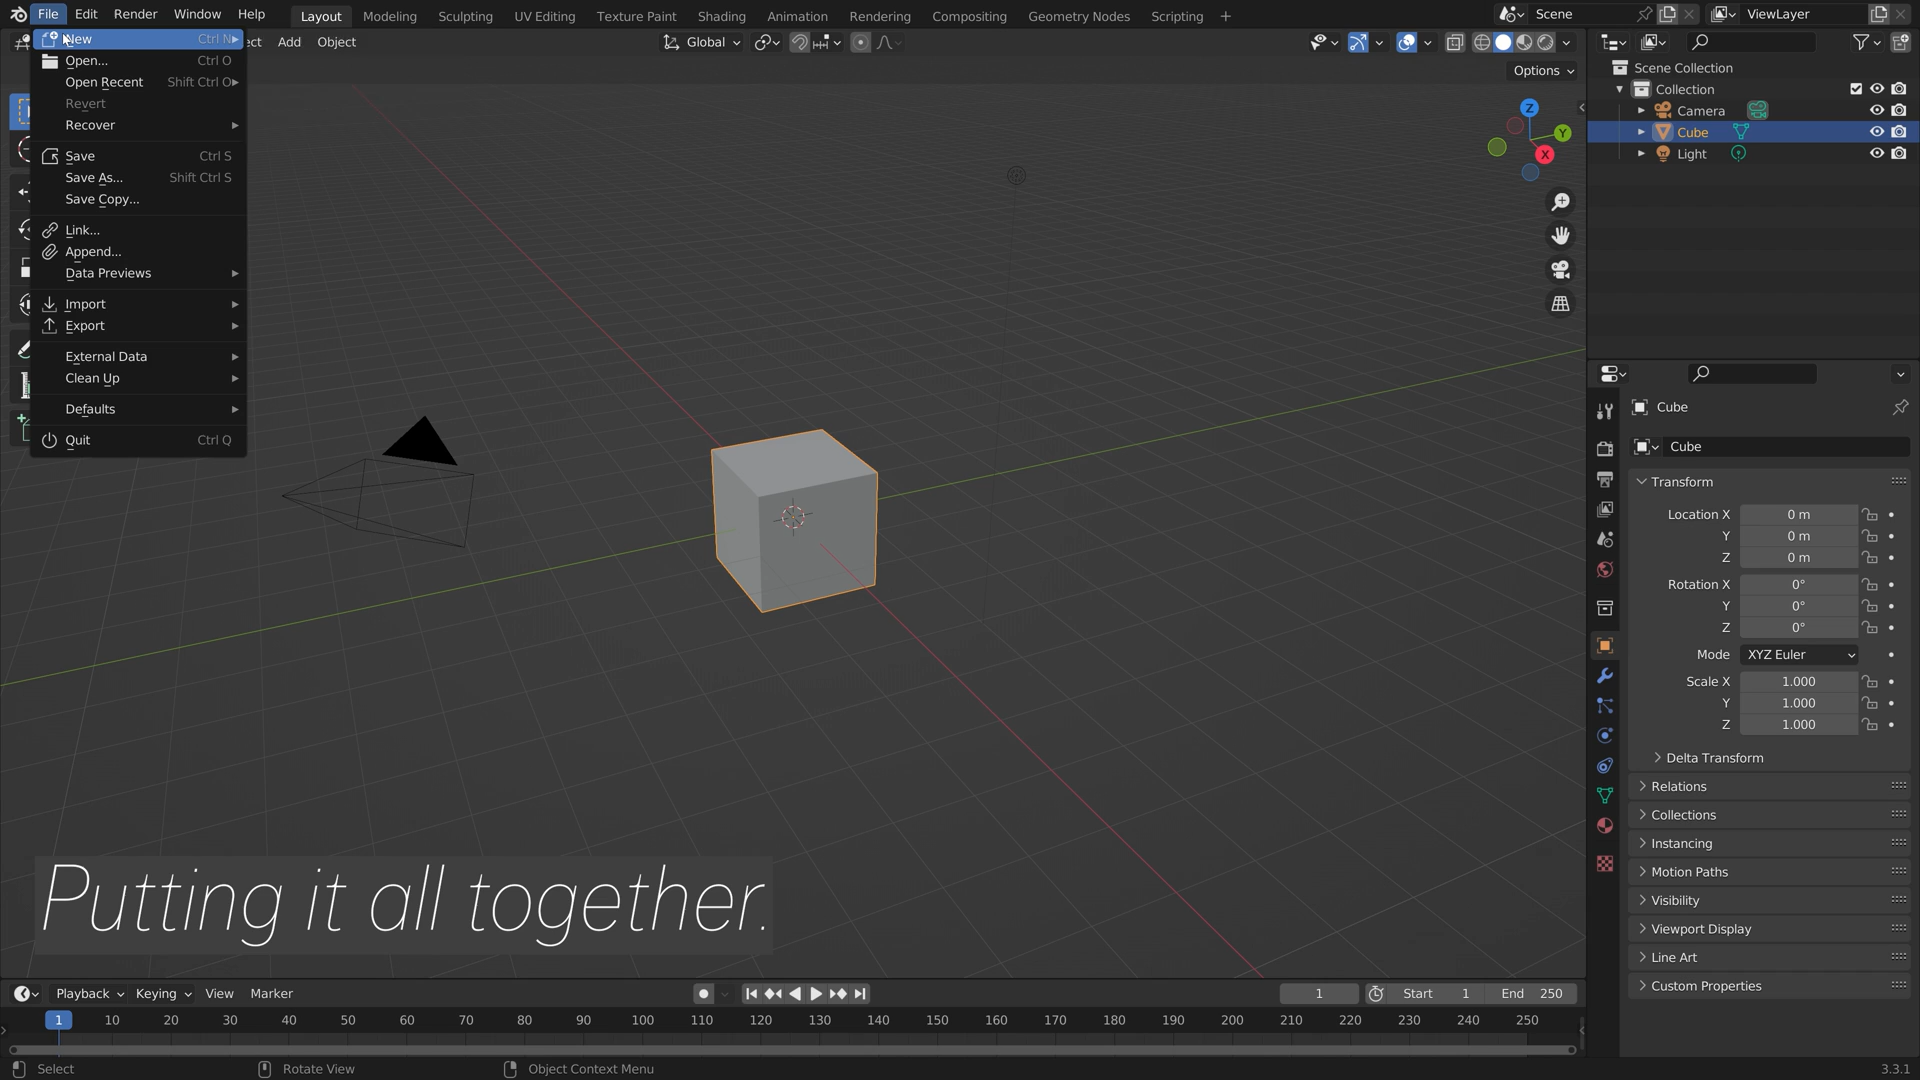 File Edit Render Window Help Layout Modeling Sculpting UV Editing Texture Paint Shading Animation Rendering Compositing Geometry Nodes Scripting + Scene ViewLayer
Add Object Global
Options
New Ctrl N
Open... Ctrl O
Open Recent Shift Ctrl O
Revert
Recover
Save Ctrl S
Save As... Shift Ctrl S
Save Copy...
Link...
Append...
Data Previews
Import
Export
External Data
Clean Up
Defaults
Quit Ctrl Q
Z
Y
X
Putting it all together.
Scene Collection
Collection
Camera
Cube
Light
Cube
Cube
Transform
Location X 0 m
Y 0 m
Z 0 m
Rotation X 0°
Y 0°
Z 0°
Mode XYZ Euler
Scale X 1.000
Y 1.000
Z 1.000
Delta Transform
Relations
Collections
Instancing
Motion Paths
Visibility
Viewport Display
Line Art
Custom Properties
Playback Keying View Marker 1 Start 1 End 250
1 10 20 30 40 50 60 70 80 90 100 110 120 130 140 150 160 170 180 190 200 210 220 230 240 250
Select Rotate View Object Context Menu 3.3.1